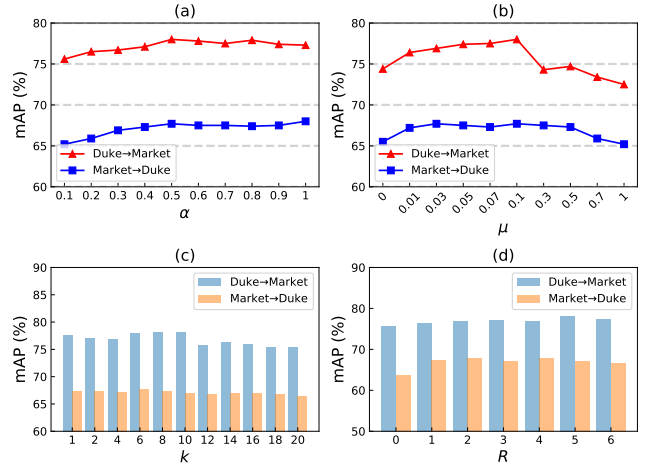 (a)
80
75
70
65
60
mAP (%)
Duke→Market
Market→Duke
0.1 0.2 0.3 0.4 0.5 0.6 0.7 0.8 0.9 1
α
(b)
80
75
70
65
60
mAP (%)
Duke→Market
Market→Duke
0 0.01 0.03 0.05 0.07 0.1 0.3 0.5 0.7 1
μ
(c)
90
85
80
75
70
65
60
mAP (%)
Duke→Market
Market→Duke
1 2 4 6 8 10 12 14 16 18 20
k
(d)
90
80
70
60
50
mAP (%)
Duke→Market
Market→Duke
0 1 2 3 4 5 6
R